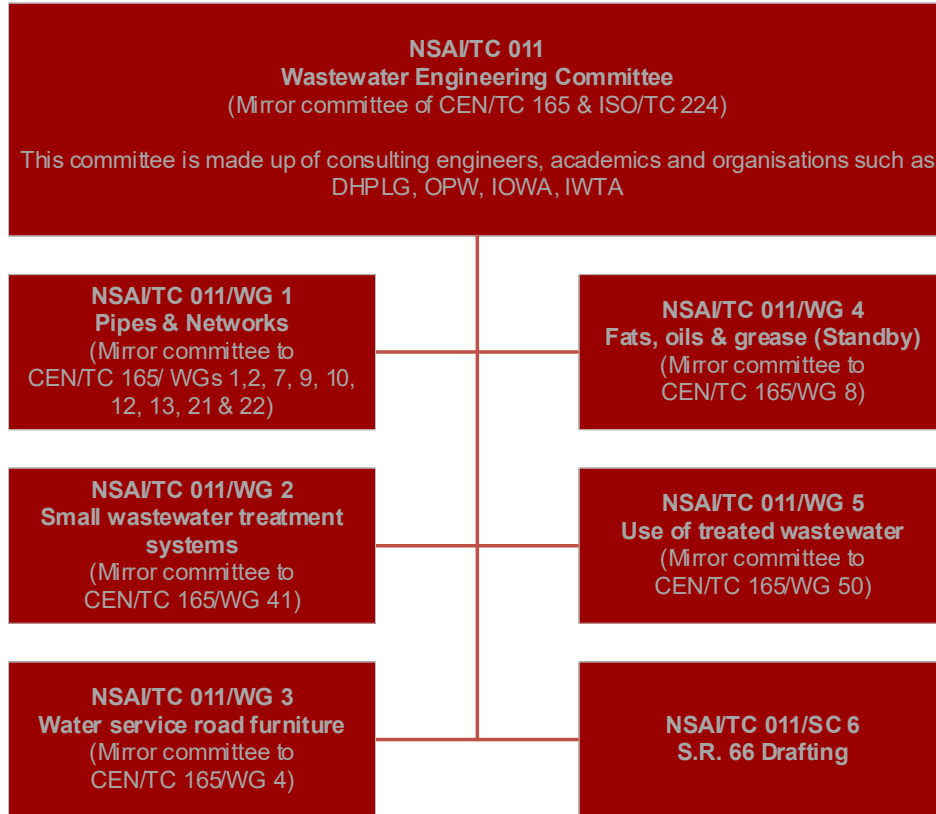 NSAI/TC 011
Wastewater Engineering Committee
(Mirror committee of CEN/TC 165 & ISO/TC 224)
This committee is made up of consulting engineers, academics and organisations such as
DHPLG, OPW, IOWA, IWTA
NSAI/TC 011/WG 1
Pipes & Networks
(Mirror committee to
CEN/TC 165/ WGs 1,2, 7, 9, 10,
12, 13, 21 & 22)
NSAI/TC 011/WG 4
Fats, oils & grease (Standby)
(Mirror committee to
CEN/TC 165/WG 8)
NSAI/TC 011/WG 2
Small wastewater treatment
systems
(Mirror committee to
CEN/TC 165/WG 41)
NSAI/TC 011/WG 5
Use of treated wastewater
(Mirror committee to
CEN/TC 165/WG 50)
NSAI/TC 011/WG 3
Water service road furniture
(Mirror committee to
CEN/TC 165/WG 4)
NSAI/TC 011/SC 6
S.R. 66 Drafting